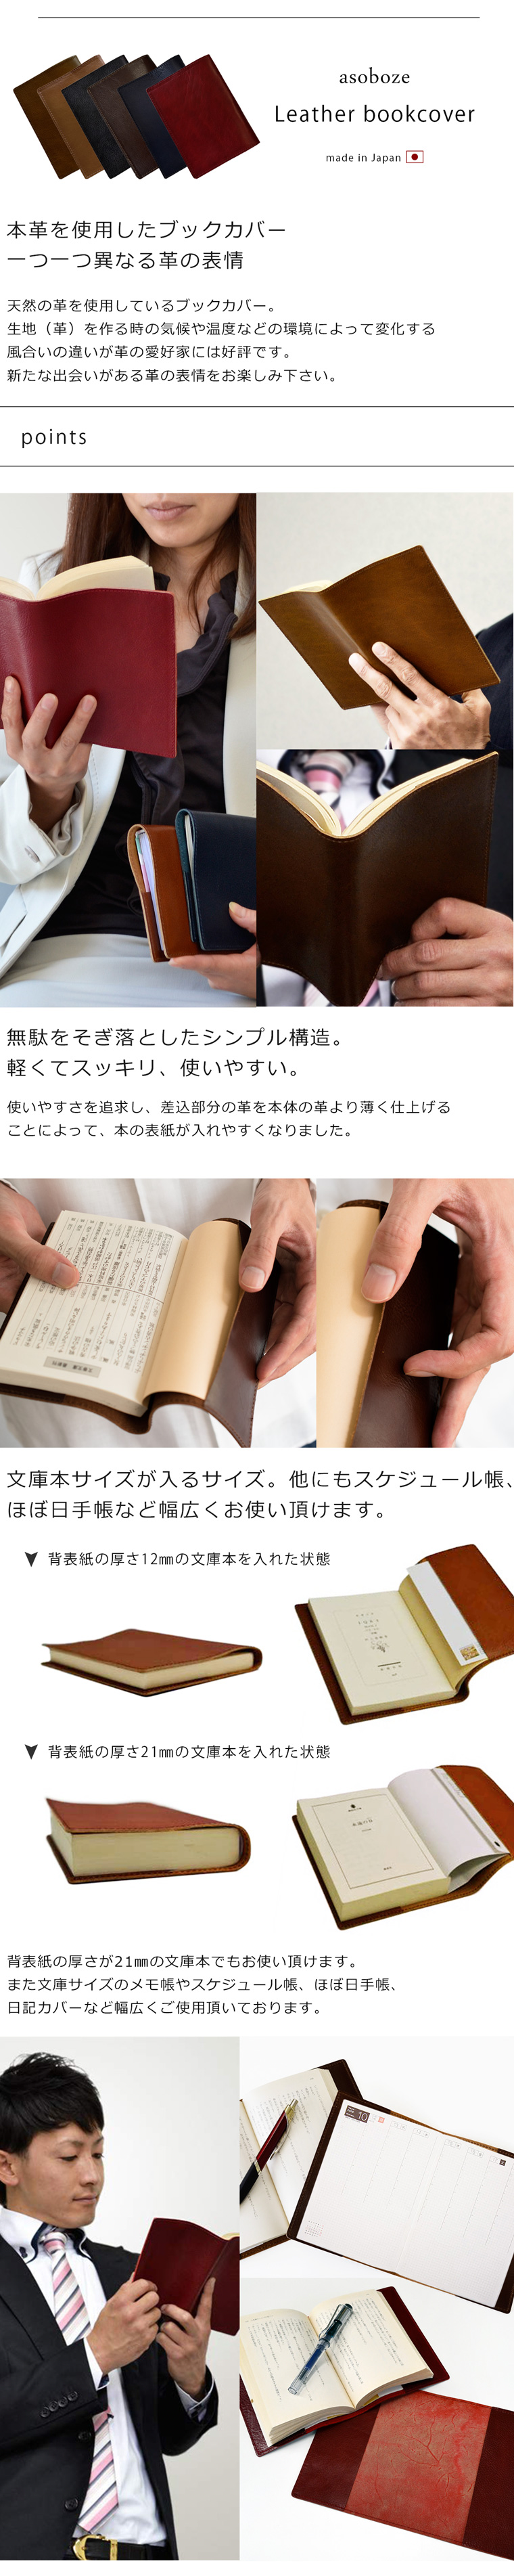 asoboze
Leather bookcover
made in Japan
本革を使用したブックカバー
一つ一つ異なる革の表情
天然の革を使用しているブックカバー。
生地（革）を作る時の気候や温度などの環境によって変化する
風合いの違いが革の愛好家には好評です。
新たな出会いがある革の表情をお楽しみ下さい。
points
無駄をそぎ落としたシンプル構造。
軽くてスッキリ、使いやすい。
使いやすさを追求し、差込部分の革を本体の革より薄く仕上げる
ことによって、本の表紙が入れやすくなりました。
文庫本サイズが入るサイズ。他にもスケジュール帳、
ほぼ日手帳など幅広くお使い頂けます。
背表紙の厚さ12㎜の文庫本を入れた状態
背表紙の厚さ21㎜の文庫本を入れた状態
背表紙の厚さが21㎜の文庫本でもお使い頂けます。
また文庫サイズのメモ帳やスケジュール帳、ほぼ日手帳、
日記カバーなど幅広くご使用頂いております。
10